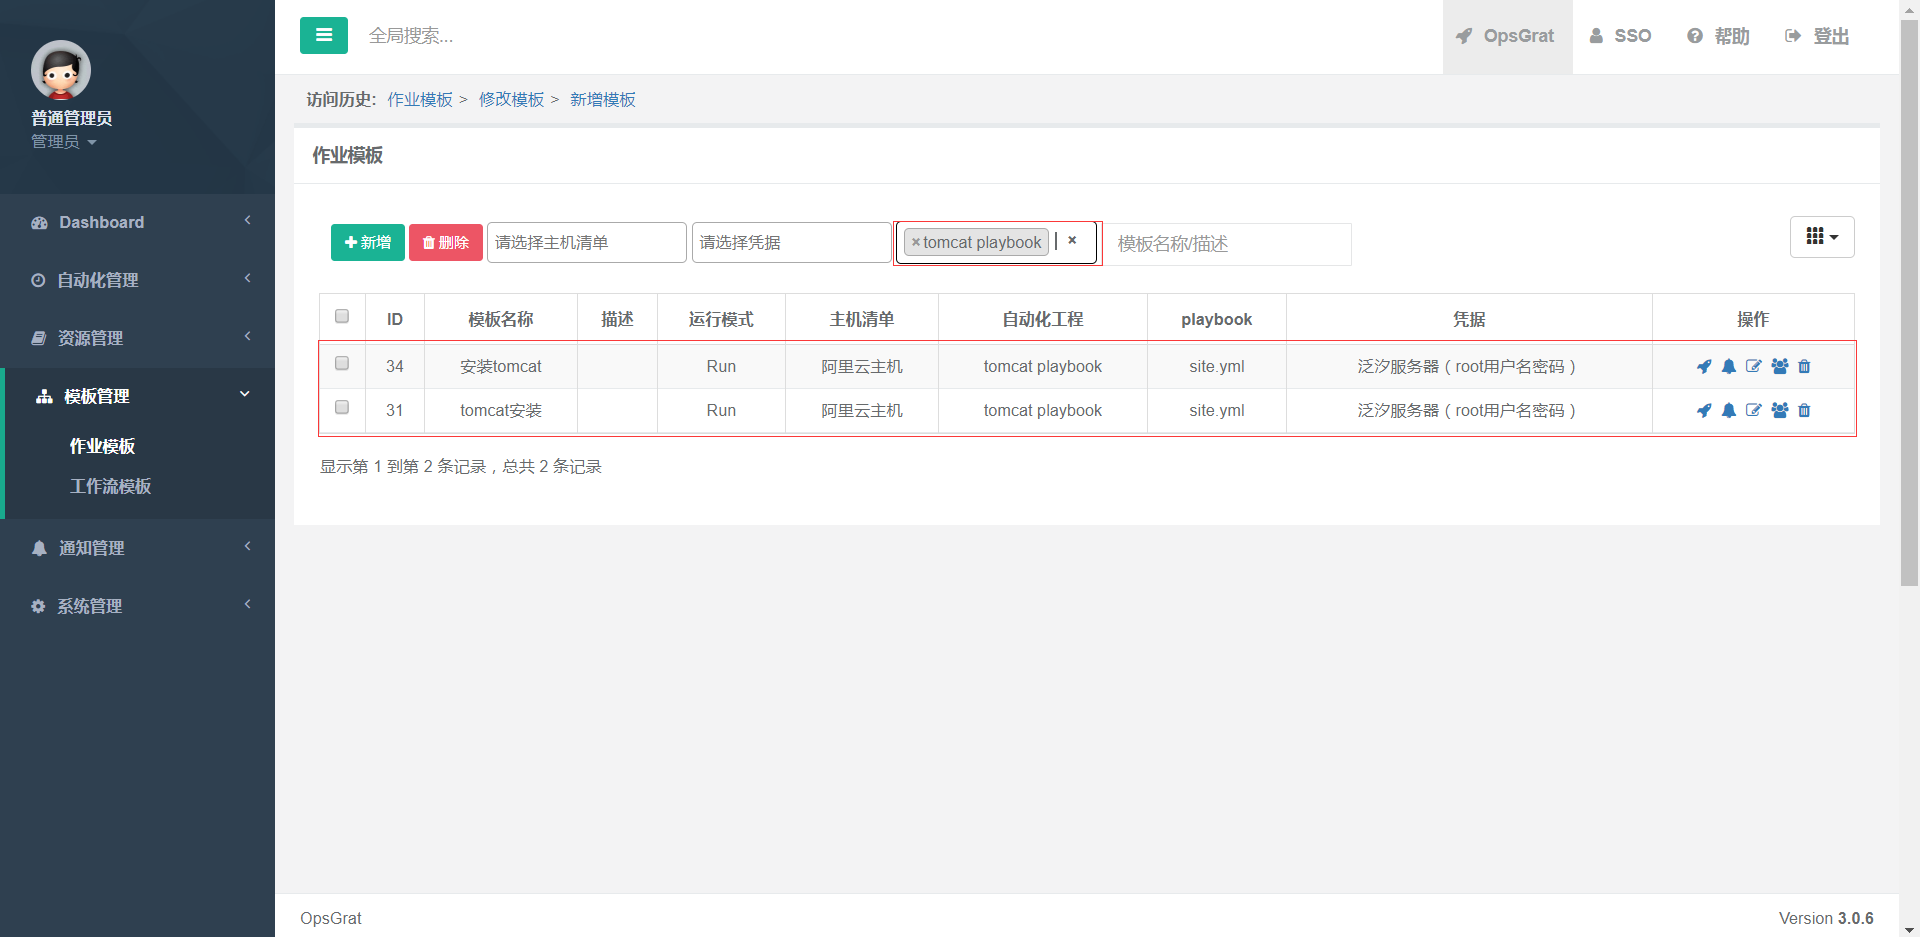 普通管理员
管理员
Dashboard
自动化管理
资源管理
模板管理
作业模板
工作流模板
通知管理
系统管理
全局搜索...
OpsGrat
SSO
帮助
登出
访问历史: 作业模板 > 修改模板 > 新增模板
作业模板
新增 删除 请选择主机清单 请选择凭据 ×tomcat playbook × 模板名称/描述
ID 模板名称 描述 运行模式 主机清单 自动化工程 playbook 凭据 操作
34 安装tomcat Run 阿里云主机 tomcat playbook site.yml 泛汐服务器（root用户名密码）
31 tomcat安装 Run 阿里云主机 tomcat playbook site.yml 泛汐服务器（root用户名密码）
显示第 1 到第 2 条记录，总共 2 条记录
OpsGrat
Version 3.0.6